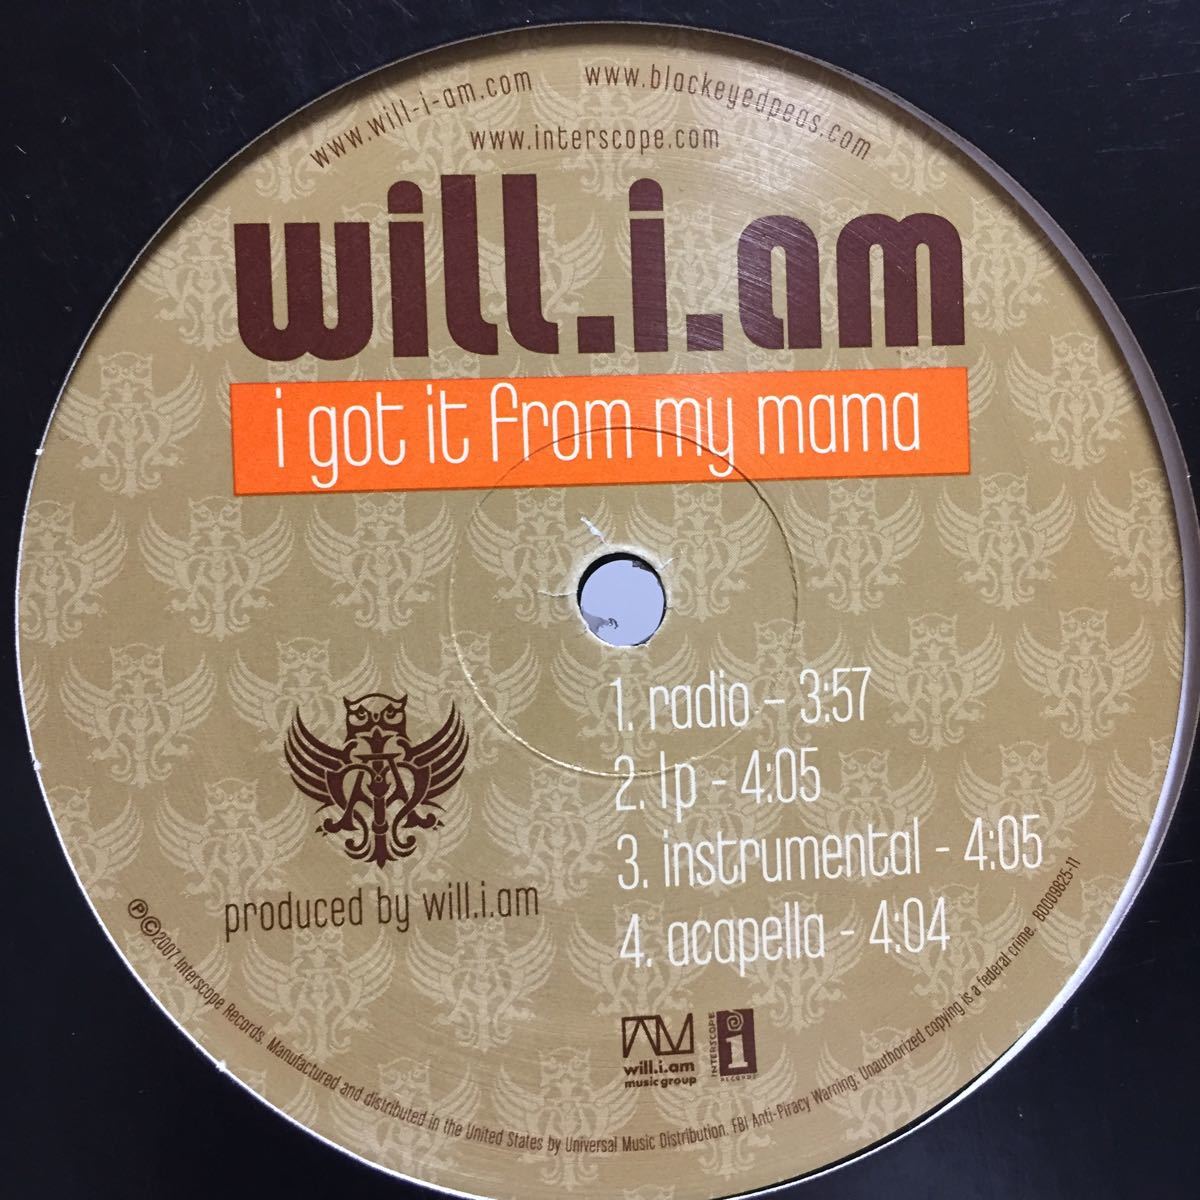 www.will-i-am.com
www.blackeyedpeas.com
www.interscope.com
will.i.am
i got it from my mama
1. radio - 3:57
2. lp - 4:05
3. instrumental - 4:05
4. acapella - 4:04
produced by will.i.am
will.i.am
music group
INTERSCOPE
RECORDS
℗©2007 Interscope Records. Manufactured and distributed in the United States by Universal Music Distribution. FBI Anti-Piracy Warning: Unauthorized copying is a federal crime. B0009825-11